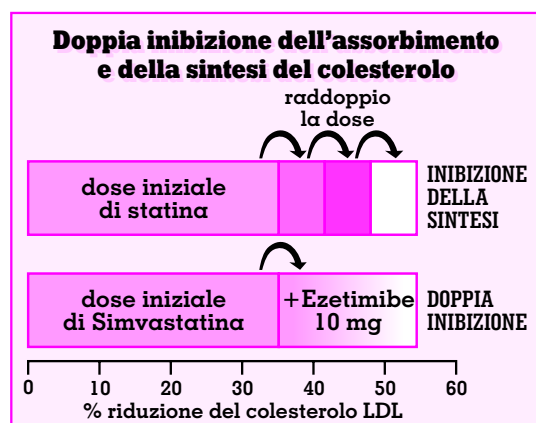 Doppia inibizione dell'assorbimento
e della sintesi del colesterolo
raddoppio
la dose
dose iniziale
di statina
INIBIZIONE
DELLA
SINTESI
dose iniziale
di Simvastatina
+Ezetimibe
10 mg
DOPPIA
INIBIZIONE
0 10 20 30 40 50 60
% riduzione del colesterolo LDL